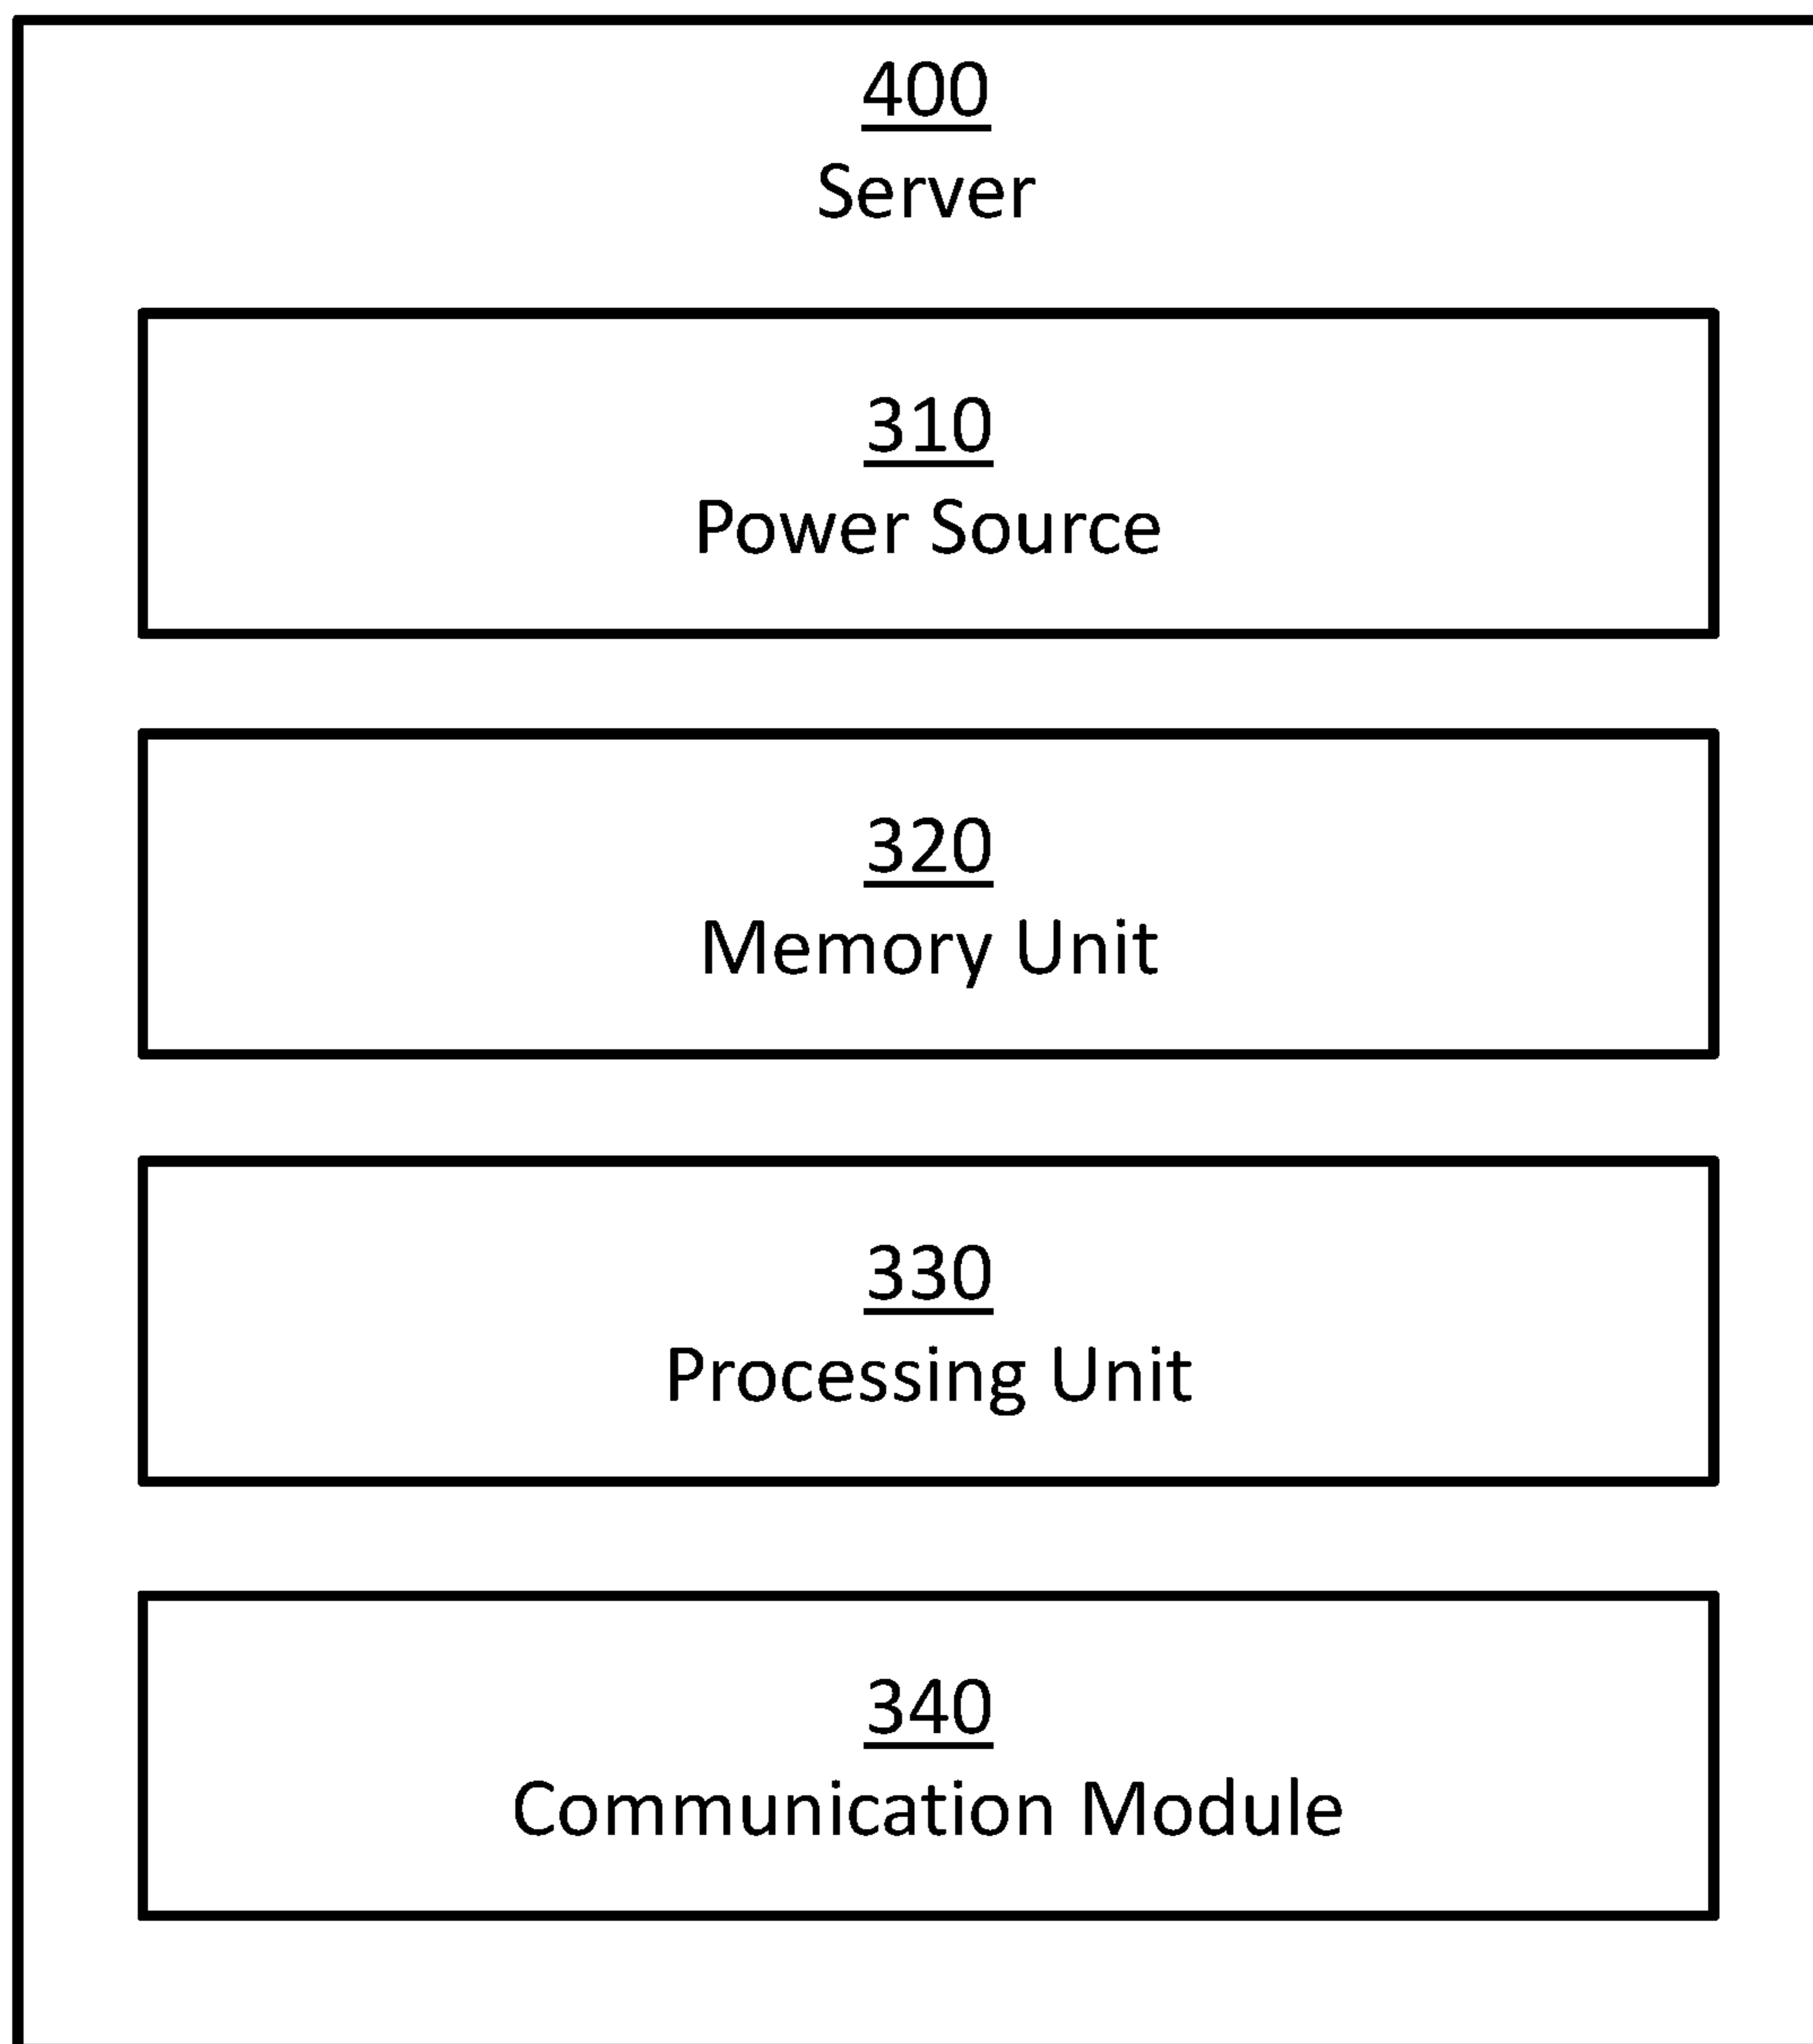 400
Server
310
Power Source
320
Memory Unit
330
Processing Unit
340
Communication Module